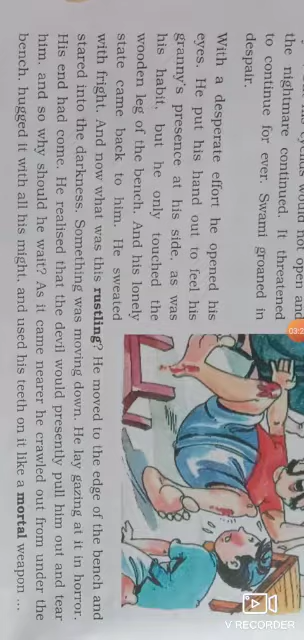 open and
the nightmare continued. It threatened
to continue for ever. Swami groaned in
despair.
With a desperate effort he opened his
eyes. He put his hand out to feel his
granny's presence at his side, as was
his habit, but he only touched the
wooden leg of the bench. And his lonely
state came back to him. He sweated
with fright. And now what was this rustling? He moved to the edge of the bench and
stared into the darkness. Something was moving down. He lay gazing at it in horror.
His end had come. He realised that the devil would presently pull him out and tear
him, and so why should he wait? As it came nearer he crawled out from under the
bench, hugged it with all his might, and used his teeth on it like a mortal weapon ...
03:2
V RECORDER